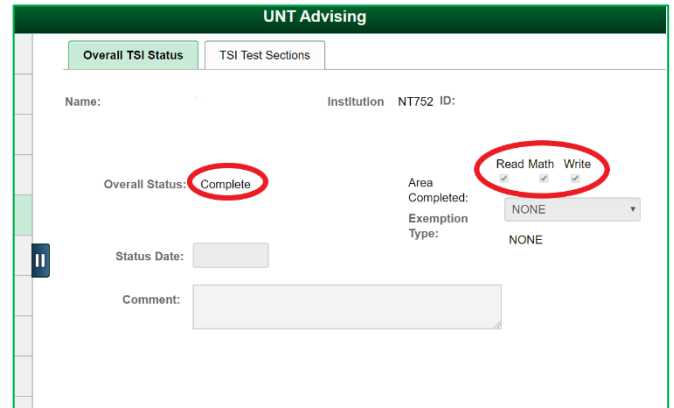 UNT Advising
Overall TSI Status TSI Test Sections
Name: Institution NT752 ID:
Read Math Write
Overall Status: Complete Area
Completed:
NONE
Exemption
Type: NONE
Status Date:
Comment: